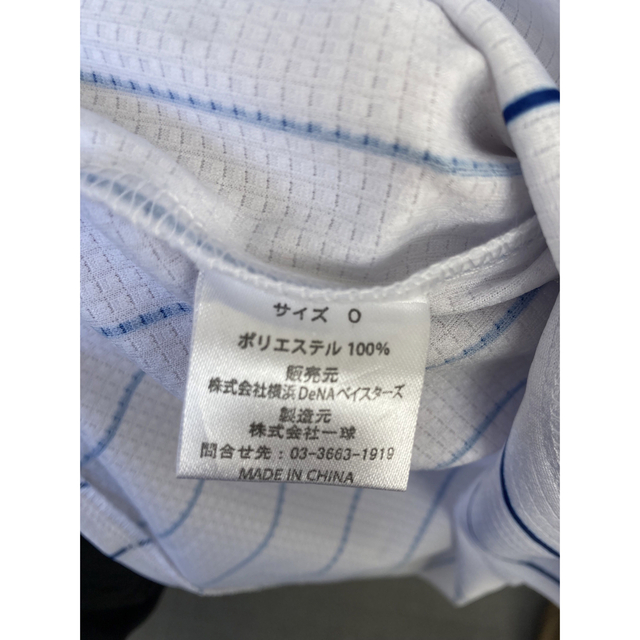 サイズ O
ポリエステル 100%
販売元
株式会社横浜DeNAベイスターズ
製造元
株式会社一球
問合せ先：03-3663-1919
MADE IN CHINA